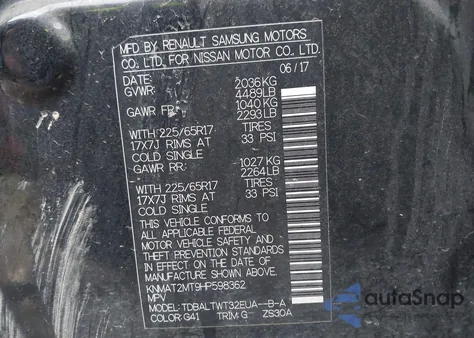 MFD BY RENAULT SAMSUNG MOTORS
CO. LTD. FOR NISSAN MOTOR CO. LTD.
DATE: 06/17
GVWR: 2036KG
4489LB
GAWR FR: 1040KG
2293LB
WITH 225/65R17 TIRES
17X7J RIMS AT 33 PSI
COLD SINGLE
GAWR RR: 1027 KG
2264LB
WITH 225/65R17 TIRES
17X7J RIMS AT 33 PSI
COLD SINGLE
THIS VEHICLE CONFORMS TO
ALL APPLICABLE FEDERAL
MOTOR VEHICLE SAFETY AND
THEFT PREVENTION STANDARDS
IN EFFECT ON THE DATE OF
MANUFACTURE SHOWN ABOVE.
KNMAT2MT9HP598362
MPV
MODEL: TDBALTWT32EUA--B-A
COLOR: G41 TRIM: G ZS30A
autoSnap